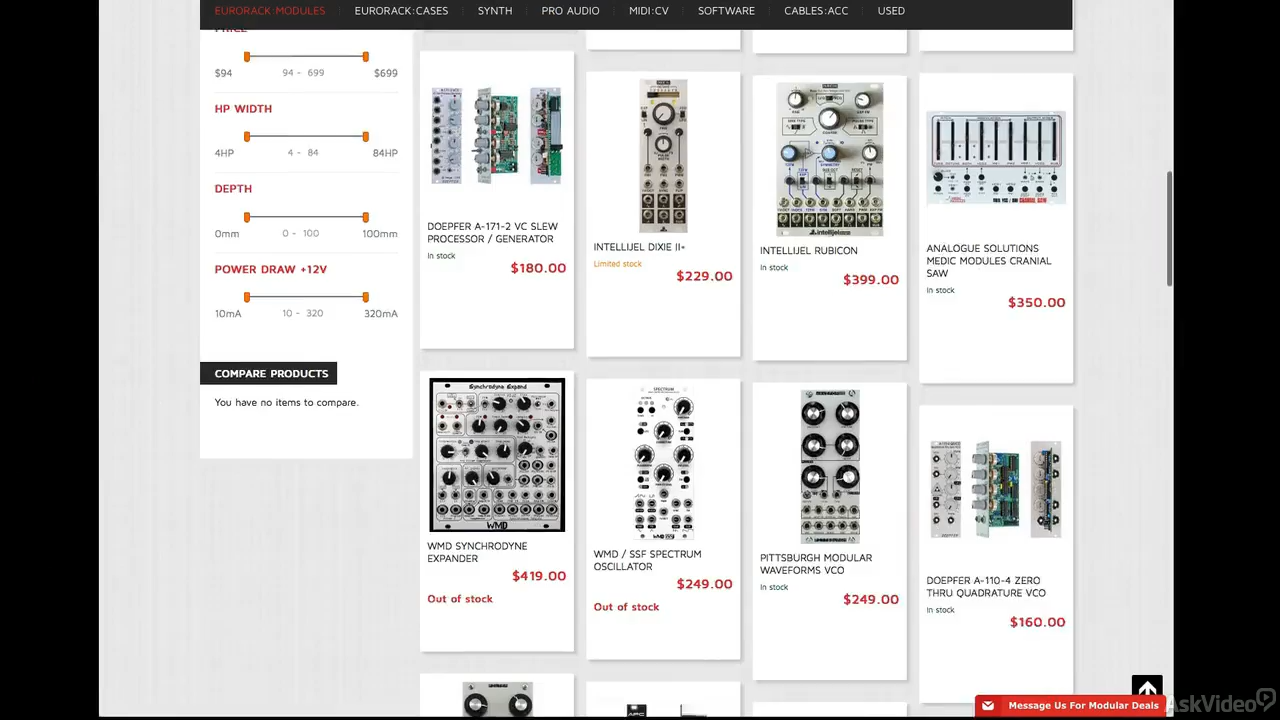 EURORACK:MODULES
EURORACK:CASES
SYNTH
PRO AUDIO
MIDI:CV
SOFTWARE
CABLES:ACC
USED
PRICE
$94
94 - 699
$699
HP WIDTH
4HP
4 - 84
84HP
DEPTH
0mm
0 - 100
100mm
POWER DRAW +12V
10mA
10 - 320
320mA
COMPARE PRODUCTS
You have no items to compare.
DOEPFER A-171-2 VC SLEW
PROCESSOR / GENERATOR
In stock
$180.00
INTELLIJEL DIXIE II+
Limited stock
$229.00
intellijel
INTELLIJEL RUBICON
In stock
$399.00
ANALOGUE SOLUTIONS
MEDIC MODULES CRANIAL
SAW
In stock
$350.00
Synchrodyne Expand
WMD
WMD SYNCHRODYNE
EXPANDER
$419.00
Out of stock
SPECTRUM
WMD / SSF SPECTRUM
OSCILLATOR
$249.00
Out of stock
PITTSBURGH MODULAR
WAVEFORMS VCO
In stock
$249.00
DOEPFER A-110-4 ZERO
THRU QUADRATURE VCO
In stock
$160.00
Message Us For Modular Deals
AskVideo